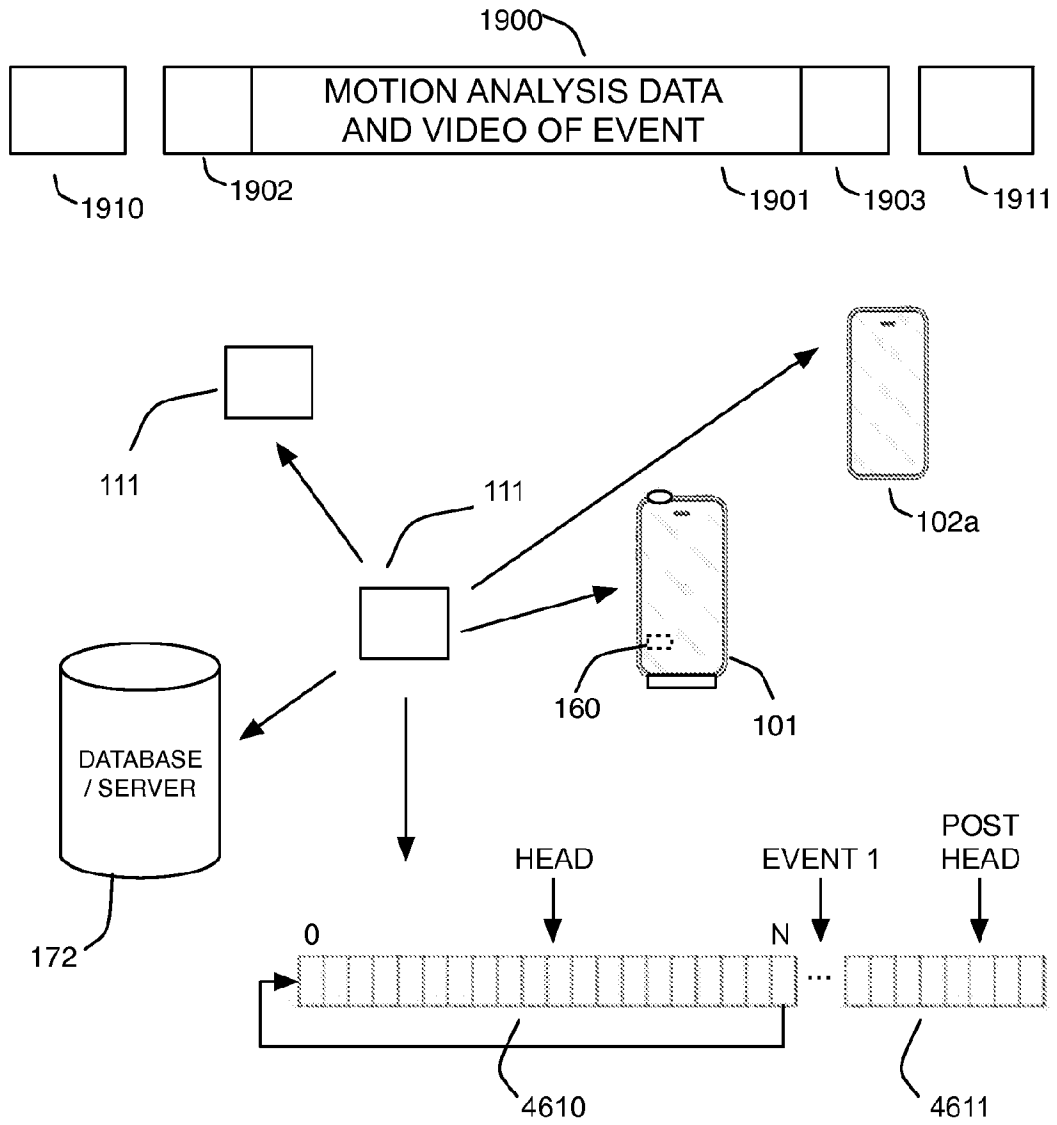 1900
MOTION ANALYSIS DATA
AND VIDEO OF EVENT
1910
1902
1901
1903
1911
111
111
102a
160
101
DATABASE
/ SERVER
172
HEAD
EVENT 1
POST
HEAD
0
N
...
4610
4611